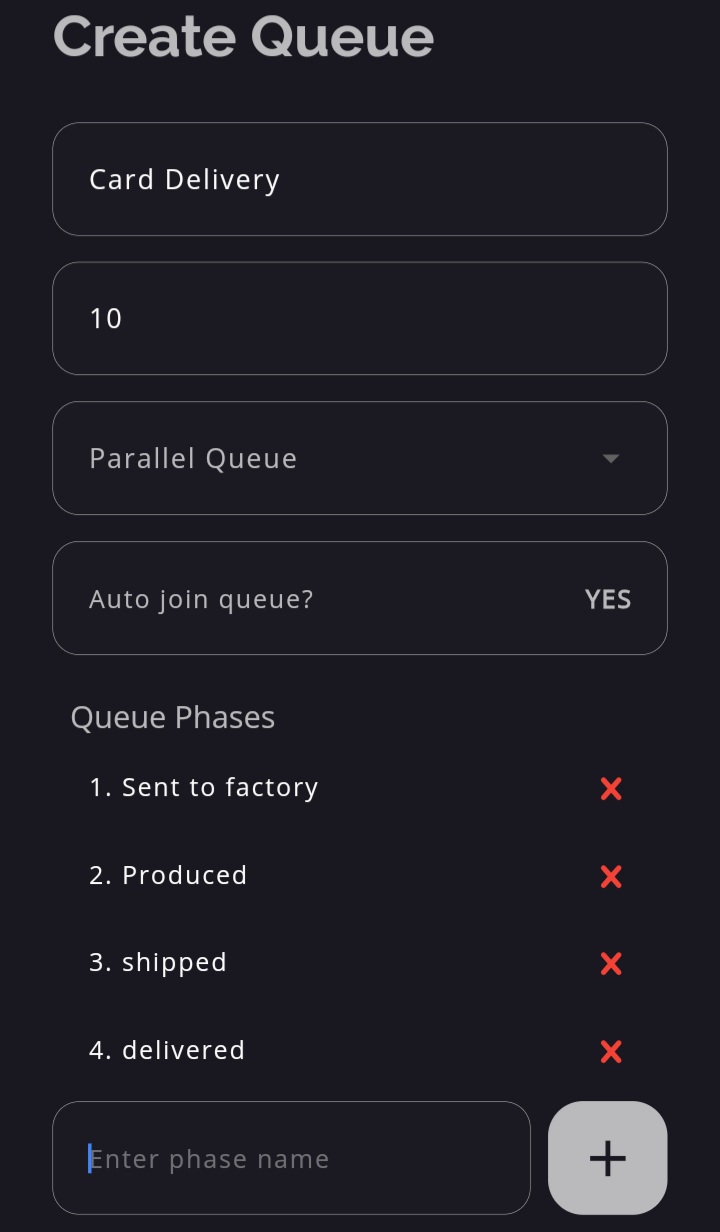 Create Queue
Card Delivery
10
Parallel Queue
Auto join queue? YES
Queue Phases
1. Sent to factory
2. Produced
3. shipped
4. delivered
Enter phase name